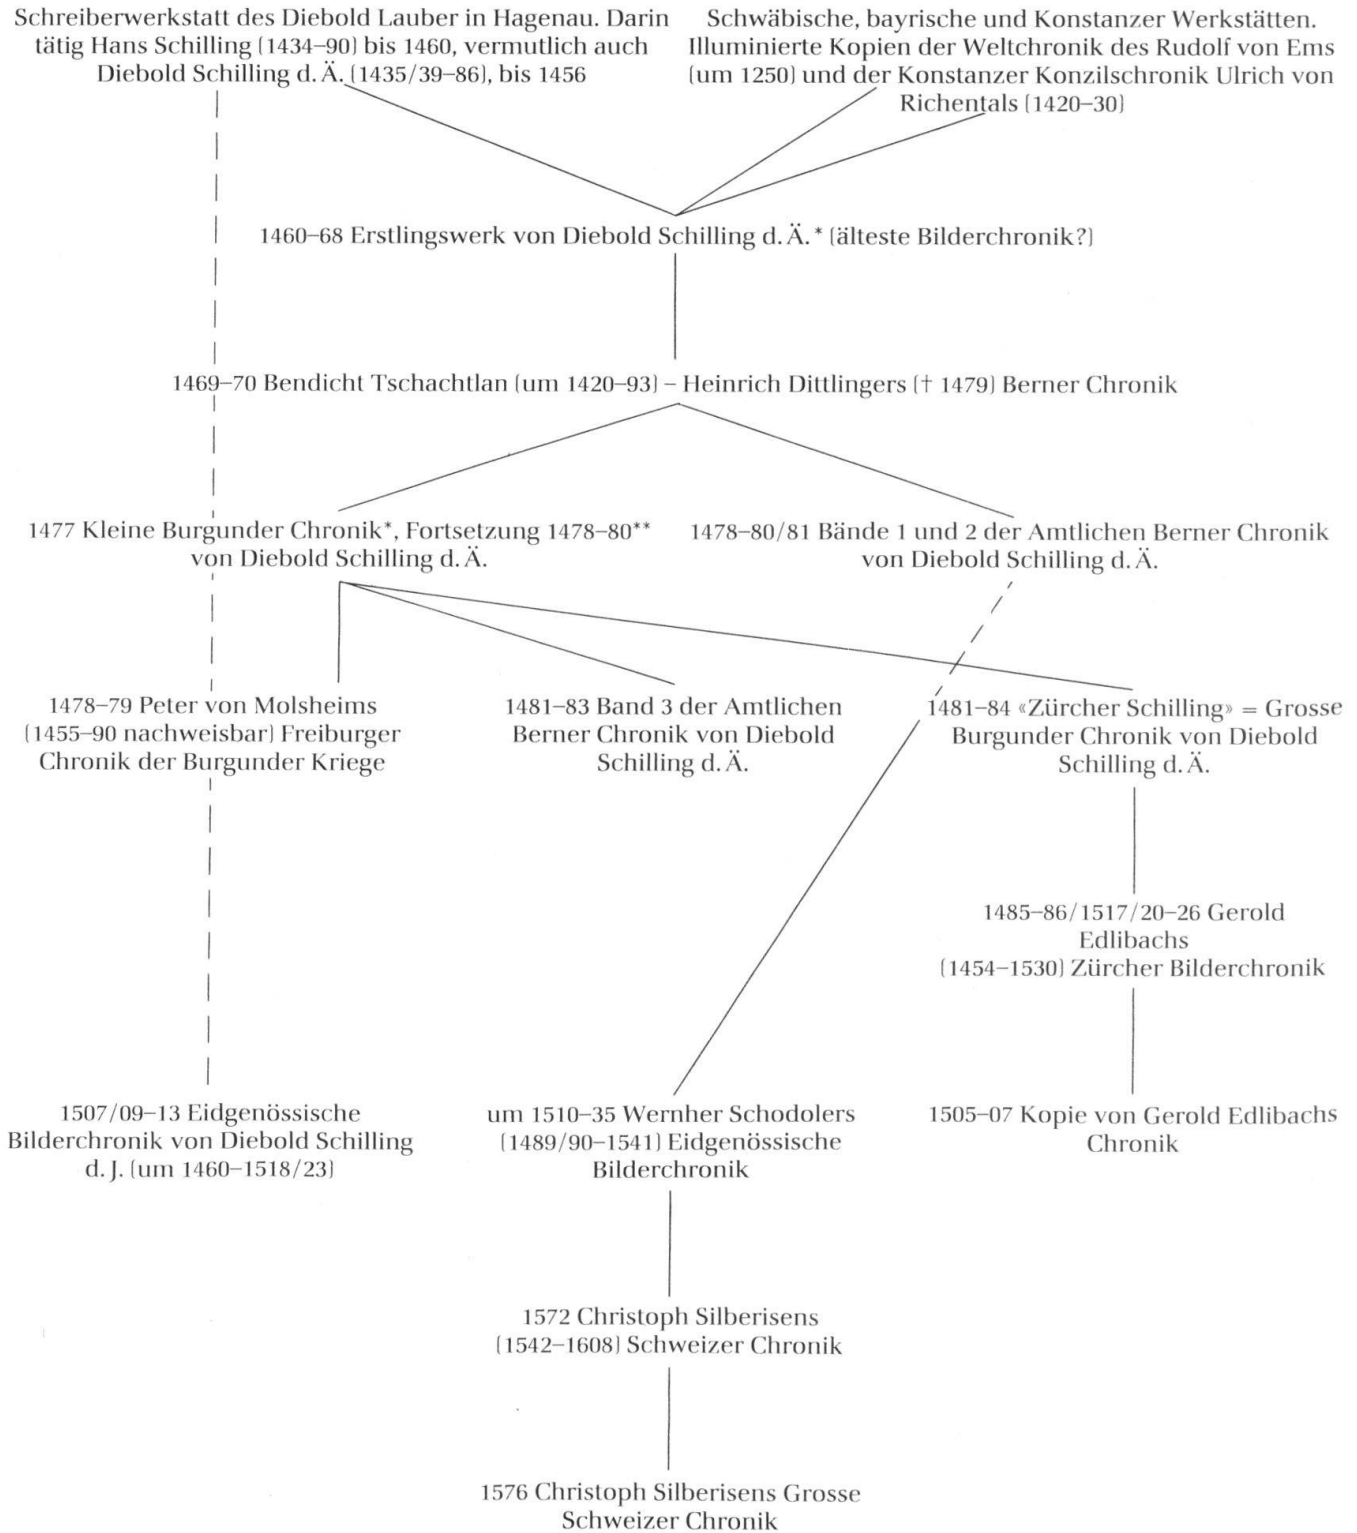 Schreiberwerkstatt des Diebold Lauber in Hagenau. Darin
tätig Hans Schilling (1434–90) bis 1460, vermutlich auch
Diebold Schilling d. Ä. (1435/39–86), bis 1456
Schwäbische, bayrische und Konstanzer Werkstätten.
Illuminierte Kopien der Weltchronik des Rudolf von Ems
(um 1250) und der Konstanzer Konzilschronik Ulrich von
Richentals (1420–30)
1460–68 Erstlingswerk von Diebold Schilling d. Ä.* (älteste Bilderchronik?)
1469–70 Bendicht Tschachtlan (um 1420–93) – Heinrich Dittlingers († 1479) Berner Chronik
1477 Kleine Burgunder Chronik*, Fortsetzung 1478–80**
von Diebold Schilling d. Ä.
1478–80/81 Bände 1 und 2 der Amtlichen Berner Chronik
von Diebold Schilling d. Ä.
1478–79 Peter von Molsheims
(1455–90 nachweisbar) Freiburger
Chronik der Burgunder Kriege
1481–83 Band 3 der Amtlichen
Berner Chronik von Diebold
Schilling d. Ä.
1481–84 «Zürcher Schilling» = Grosse
Burgunder Chronik von Diebold
Schilling d. Ä.
1485–86/1517/20–26 Gerold
Edlibachs
(1454–1530) Zürcher Bilderchronik
1507/09–13 Eidgenössische
Bilderchronik von Diebold Schilling
d. J. (um 1460–1518/23)
um 1510–35 Wernher Schodolers
(1489/90–1541) Eidgenössische
Bilderchronik
1505–07 Kopie von Gerold Edlibachs
Chronik
1572 Christoph Silberisens
(1542–1608) Schweizer Chronik
1576 Christoph Silberisens Grosse
Schweizer Chronik